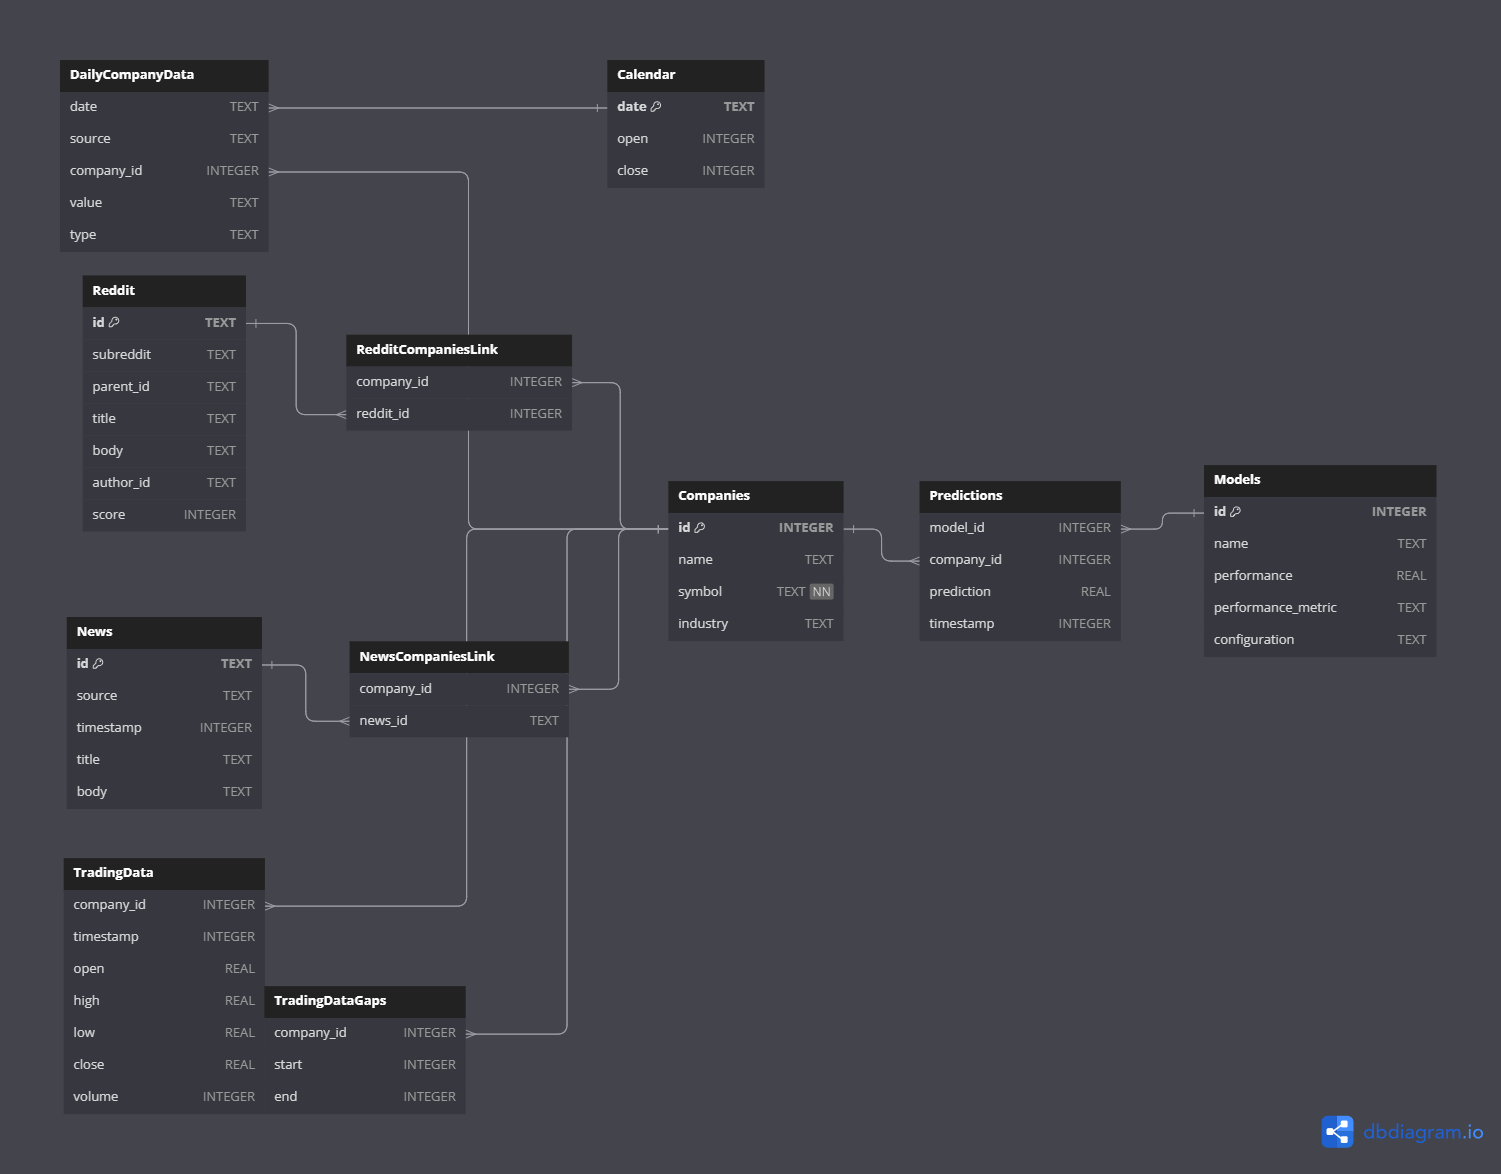 DailyCompanyData
date TEXT
source TEXT
company_id INTEGER
value TEXT
type TEXT
Calendar
date TEXT
open INTEGER
close INTEGER
Reddit
id TEXT
subreddit TEXT
parent_id TEXT
title TEXT
body TEXT
author_id TEXT
score INTEGER
RedditCompaniesLink
company_id INTEGER
reddit_id INTEGER
Companies
id INTEGER
name TEXT
symbol TEXT NN
industry TEXT
Predictions
model_id INTEGER
company_id INTEGER
prediction REAL
timestamp INTEGER
Models
id INTEGER
name TEXT
performance REAL
performance_metric TEXT
configuration TEXT
News
id TEXT
source TEXT
timestamp INTEGER
title TEXT
body TEXT
NewsCompaniesLink
company_id INTEGER
news_id TEXT
TradingData
company_id INTEGER
timestamp INTEGER
open REAL
high REAL
low REAL
close REAL
volume INTEGER
TradingDataGaps
company_id INTEGER
start INTEGER
end INTEGER
dbdiagram.io